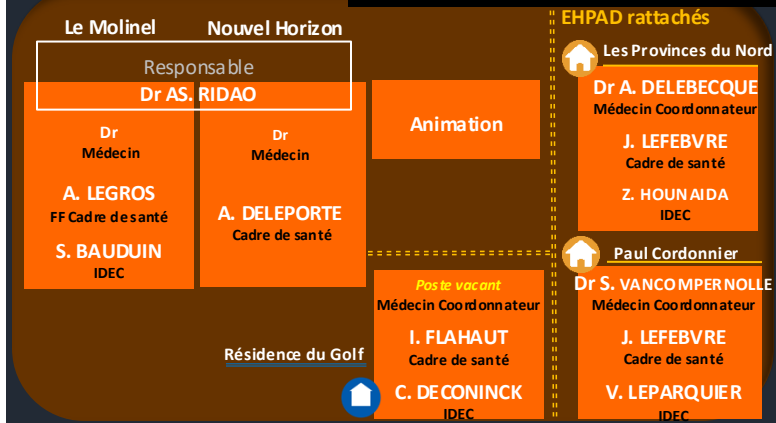 Le Molinel
Nouvel Horizon
Responsable
Dr AS. RIDAO
Dr
Médecin
A. LEGROS
FF Cadre de santé
S. BAUDUIN
IDEC
Dr
Médecin
A. DELEPORTE
Cadre de santé
Animation
Résidence du Golf
Poste vacant
Médecin Coordonnateur
I. FLAHAUT
Cadre de santé
C. DECONINCK
IDEC
EHPAD rattachés
Les Provinces du Nord
Dr A. DELEBECQUE
Médecin Coordonnateur
J. LEFEBVRE
Cadre de santé
Z. HOUNAIDA
IDEC
Paul Cordonnier
Dr S. VANCOMPERNOLLE
Médecin Coordonnateur
J. LEFEBVRE
Cadre de santé
V. LEPARQUIER
IDEC